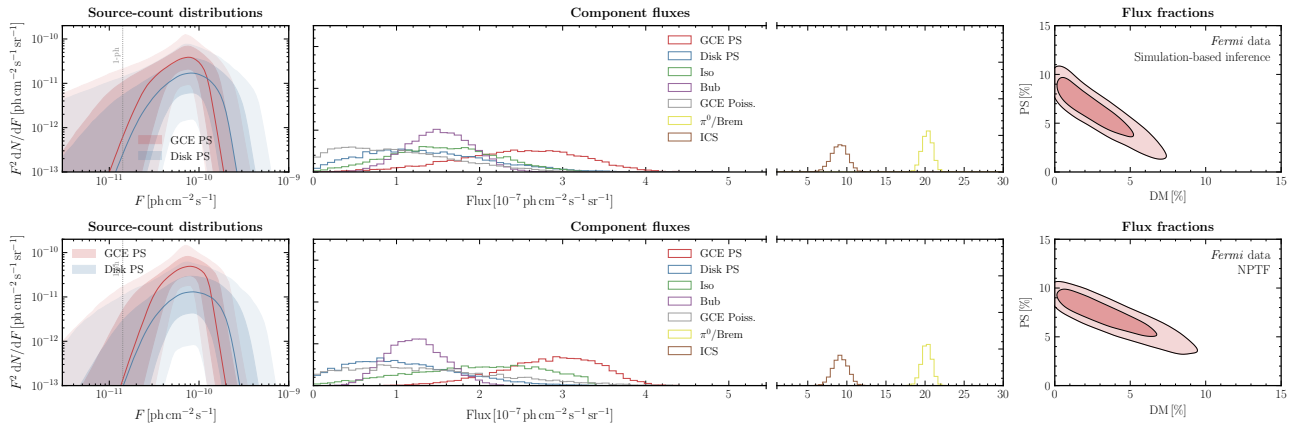 Source-count distributions
Component fluxes
Flux fractions
F² dN/dF [ph cm⁻² s⁻¹ sr⁻¹]
10⁻¹⁰
10⁻¹¹
10⁻¹²
10⁻¹³
1-ph
GCE PS
Disk PS
10⁻¹¹
10⁻¹⁰
10⁻⁹
F [ph cm⁻² s⁻¹]
GCE PS
Disk PS
Iso
Bub
GCE Poiss.
π⁰/Brem
ICS
0 1 2 3 4 5
5 10 15 20 25 30
Flux [10⁻⁷ ph cm⁻² s⁻¹ sr⁻¹]
Fermi data
Simulation-based inference
PS [%]
15
10
5
0
0 5 10 15
DM [%]
Source-count distributions
Component fluxes
Flux fractions
F² dN/dF [ph cm⁻² s⁻¹ sr⁻¹]
10⁻¹⁰
10⁻¹¹
10⁻¹²
10⁻¹³
GCE PS
Disk PS
10⁻¹¹
10⁻¹⁰
10⁻⁹
F [ph cm⁻² s⁻¹]
GCE PS
Disk PS
Iso
Bub
GCE Poiss.
π⁰/Brem
ICS
0 1 2 3 4 5
5 10 15 20 25 30
Flux [10⁻⁷ ph cm⁻² s⁻¹ sr⁻¹]
Fermi data
NPTF
PS [%]
15
10
5
0
0 5 10 15
DM [%]